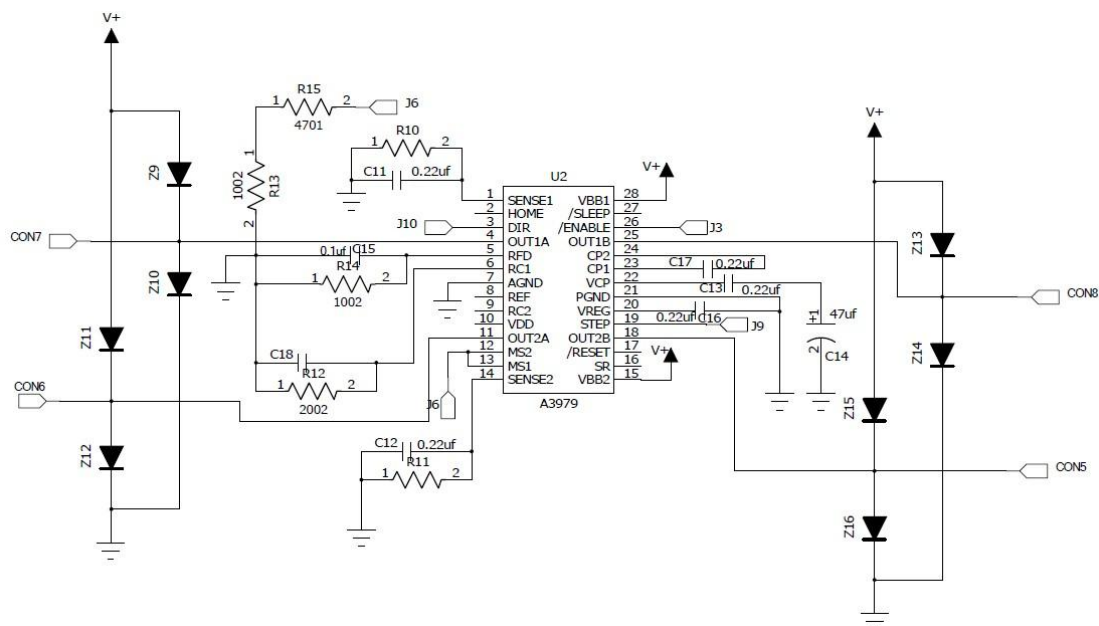 V+
R15
1 2 J6
4701
R10
1 2
C11 0.22uf
1
1002
R13
2
Z9
CON7
Z10
Z11
CON6
Z12
J10
0.1uf C15
R14
1 2
1002
C18
R12
1 2
2002
J6
C12 0.22uf
R11
1 2
U2
1 SENSE1 VBB1 28
2 HOME /SLEEP 27
3 DIR /ENABLE 26
4 OUT1A OUT1B 25
5 RFD CP2 24
6 RC1 CP1 23
7 AGND VCP 22
8 REF PGND 21
9 RC2 VREG 20
10 VDD STEP 19
11 OUT2A OUT2B 18
12 MS2 /RESET 17
13 MS1 SR 16
14 SENSE2 VBB2 15
A3979
V+
J3
C17 0.22uf
C13 0.22uf
0.22uf C16
J9
V+
+1 47uf
2 C14
V+
Z13
CON8
Z14
Z15
CON5
Z16